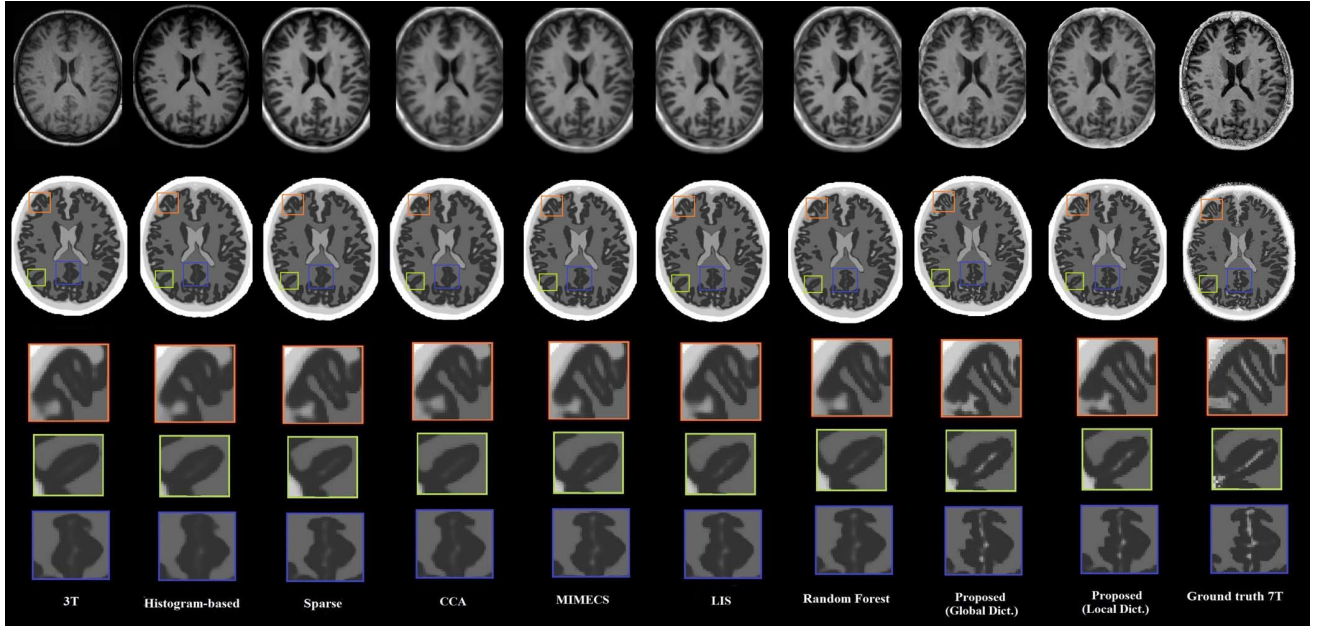 3T
Histogram-based
Sparse
CCA
MIMECS
LIS
Random Forest
Proposed
(Global Dict.)
Proposed
(Local Dict.)
Ground truth 7T